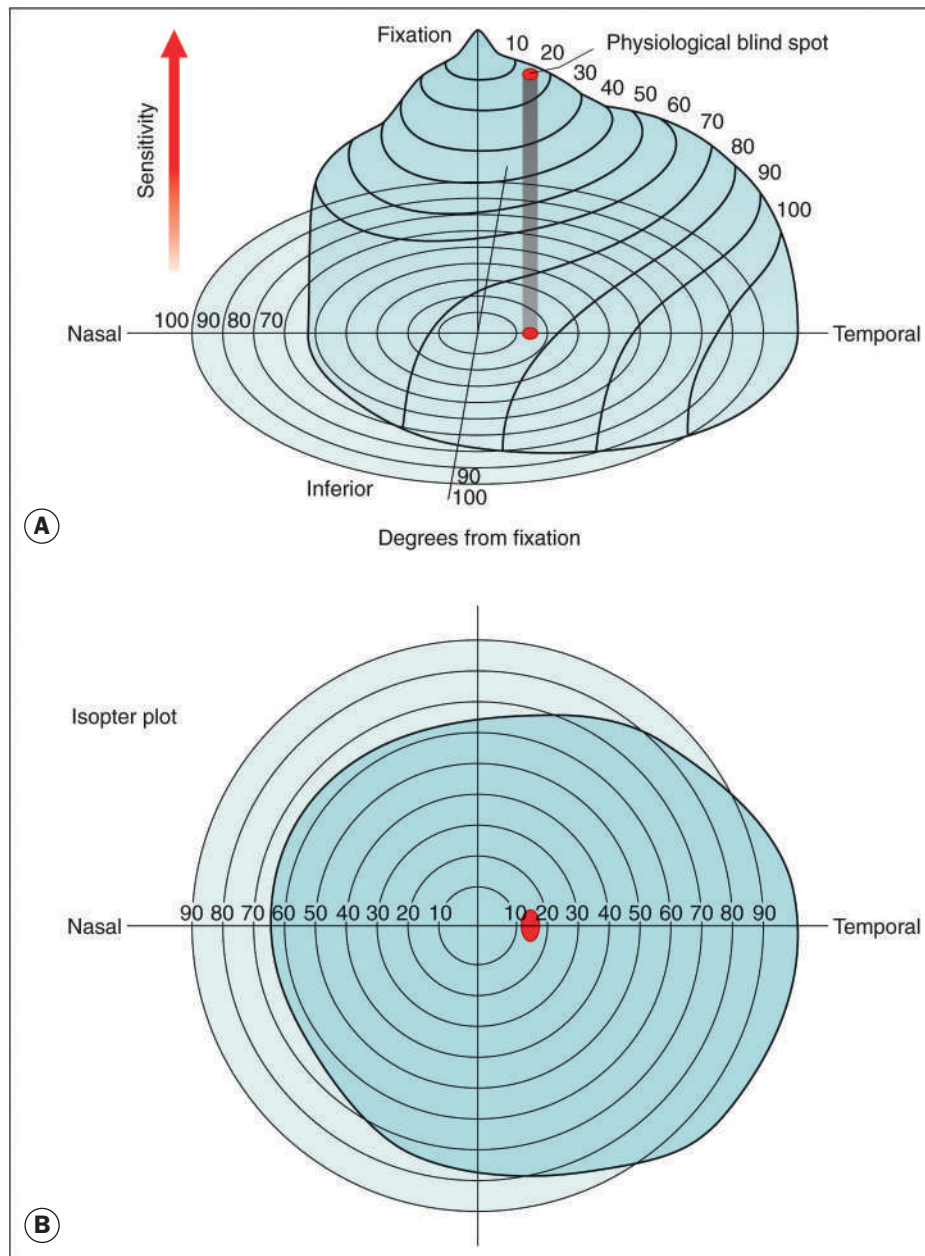 Fixation
10
20
Physiological blind spot
30
40
50
60
70
80
90
100
Sensitivity
100 90 80 70
Nasal
Temporal
Inferior
90
100
A
Degrees from fixation
Isopter plot
90 80 70 60 50 40 30 20 10 10 20 30 40 50 60 70 80 90
Nasal
Temporal
B